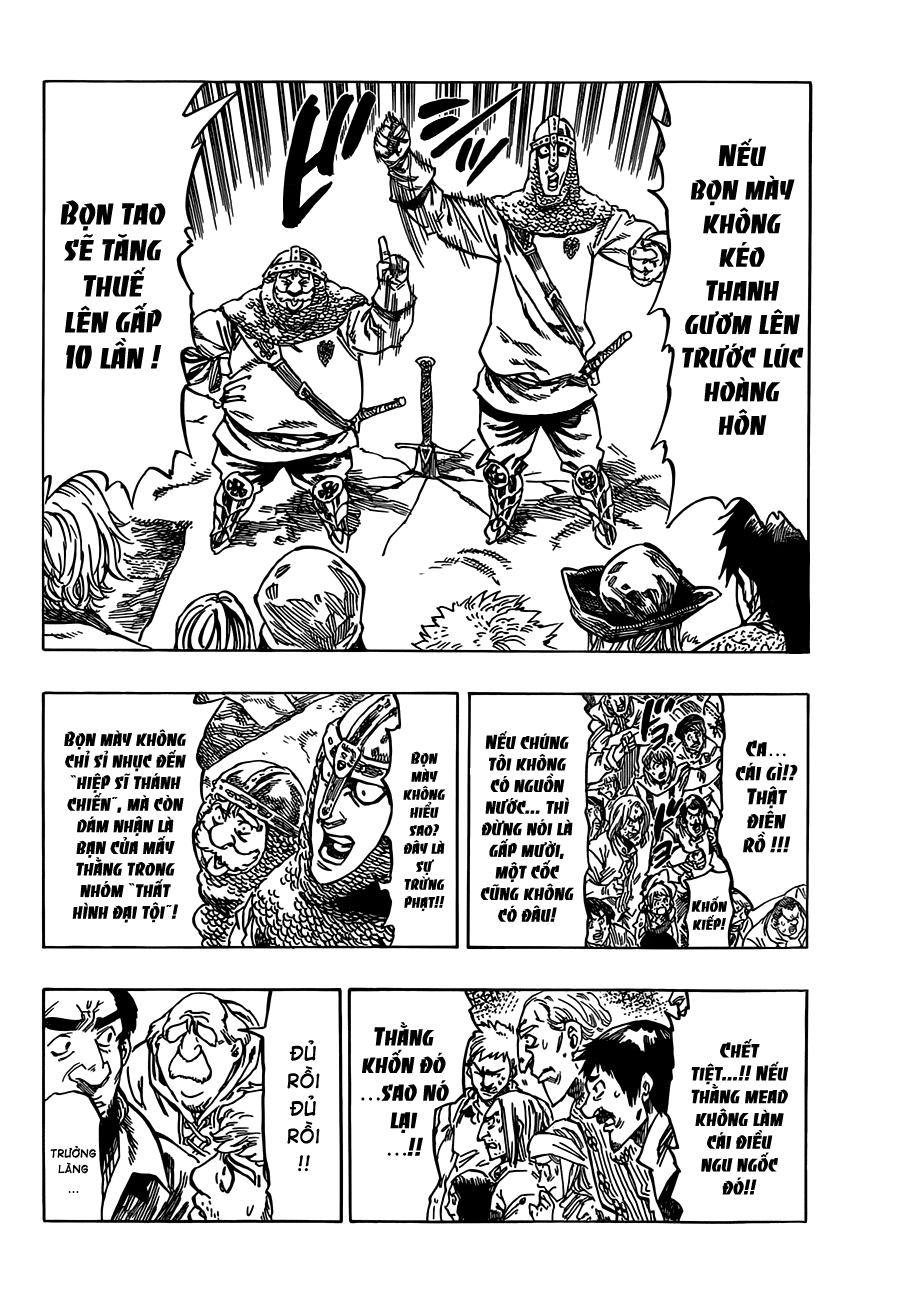 NẾU
BỌN MÀY
KHÔNG
KÉO
THANH
GƯƠM LÊN
TRƯỚC LÚC
HOÀNG
HÔN
ビシッ
BỌN TAO
SẼ TĂNG
THUẾ
LÊN GẤP
10 LẦN !
CA...
CÁI GÌ!?
THẬT
ĐIÊN
RỒ !!!
ドヨ
KHỐN
KIẾP!
NẾU CHÚNG
TÔI KHÔNG
CÓ NGUỒN
NƯỚC... THÌ
ĐỪNG NÓI LÀ
GẤP MƯỜI,
MỘT CỐC
CŨNG KHÔNG
CÓ ĐÂU!
BỌN
MÀY
KHÔNG
HIỂU
SAO?
ĐÂY LÀ
SỰ
TRỪNG
PHẠT!!
BỌN MÀY KHÔNG
CHỈ SỈ NHỤC ĐẾN
"HIỆP SĨ THÁNH
CHIẾN", MÀ CÒN
DÁM NHẬN LÀ
BẠN CỦA MẤY
THẰNG TRONG
NHÓM "THẤT
HÌNH ĐẠI TỘI"!
CHẾT
TIỆT...!! NẾU
THẰNG MEAD
KHÔNG LÀM
CÁI ĐIỀU
NGU NGỐC
ĐÓ!!
THẰNG
KHỐN ĐÓ
...SAO NÓ
LẠI
...!!
ĐỦ
RỒI
ĐỦ
RỒI
!!
TRƯỞNG
LÀNG
...